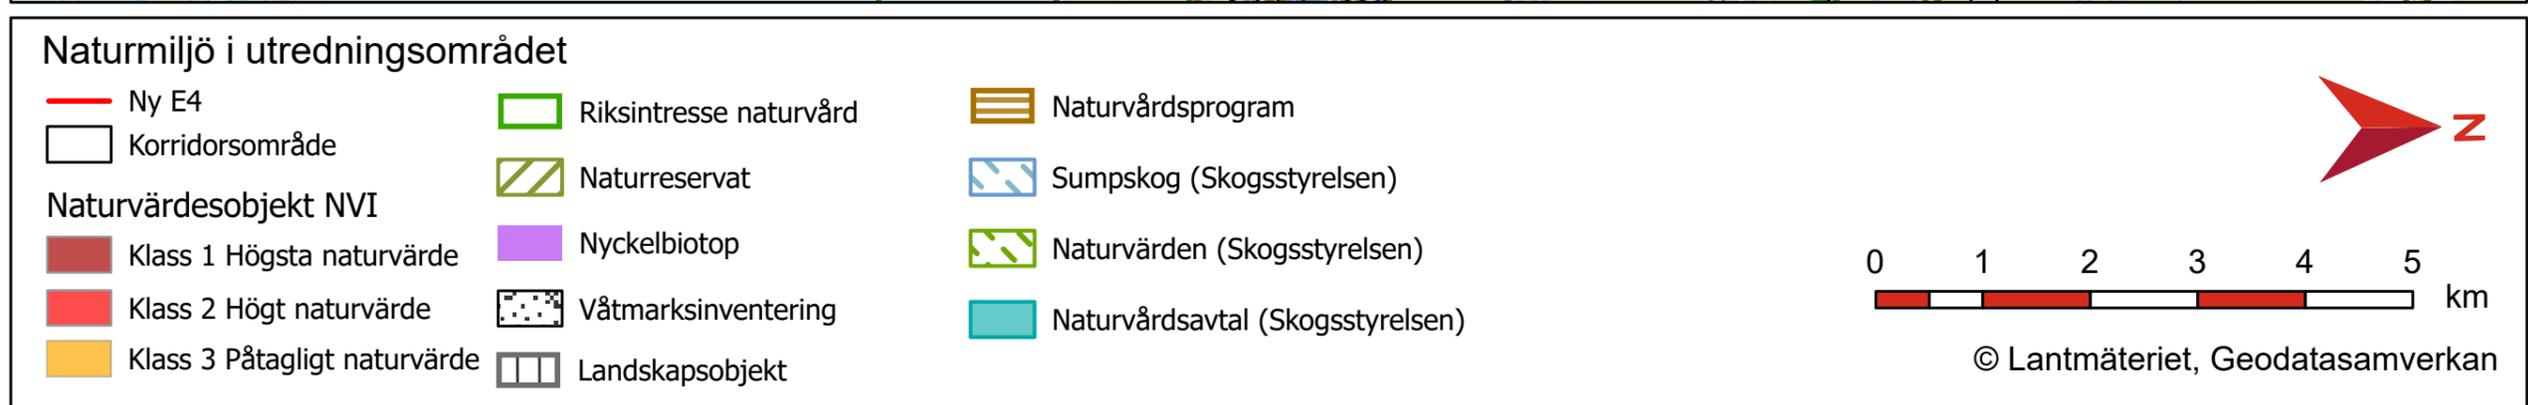 Naturmiljö i utredningsområdet
Ny E4
Korridorsområde
Naturvärdesobjekt NVI
Klass 1 Högsta naturvärde
Klass 2 Högt naturvärde
Klass 3 Påtagligt naturvärde
Riksintresse naturvård
Naturreservat
Nyckelbiotop
Våtmarksinventering
Landskapsobjekt
Naturvårdsprogram
Sumpskog (Skogsstyrelsen)
Naturvärden (Skogsstyrelsen)
Naturvårdsavtal (Skogsstyrelsen)
N
0 1 2 3 4 5
km
© Lantmäteriet, Geodatasamverkan